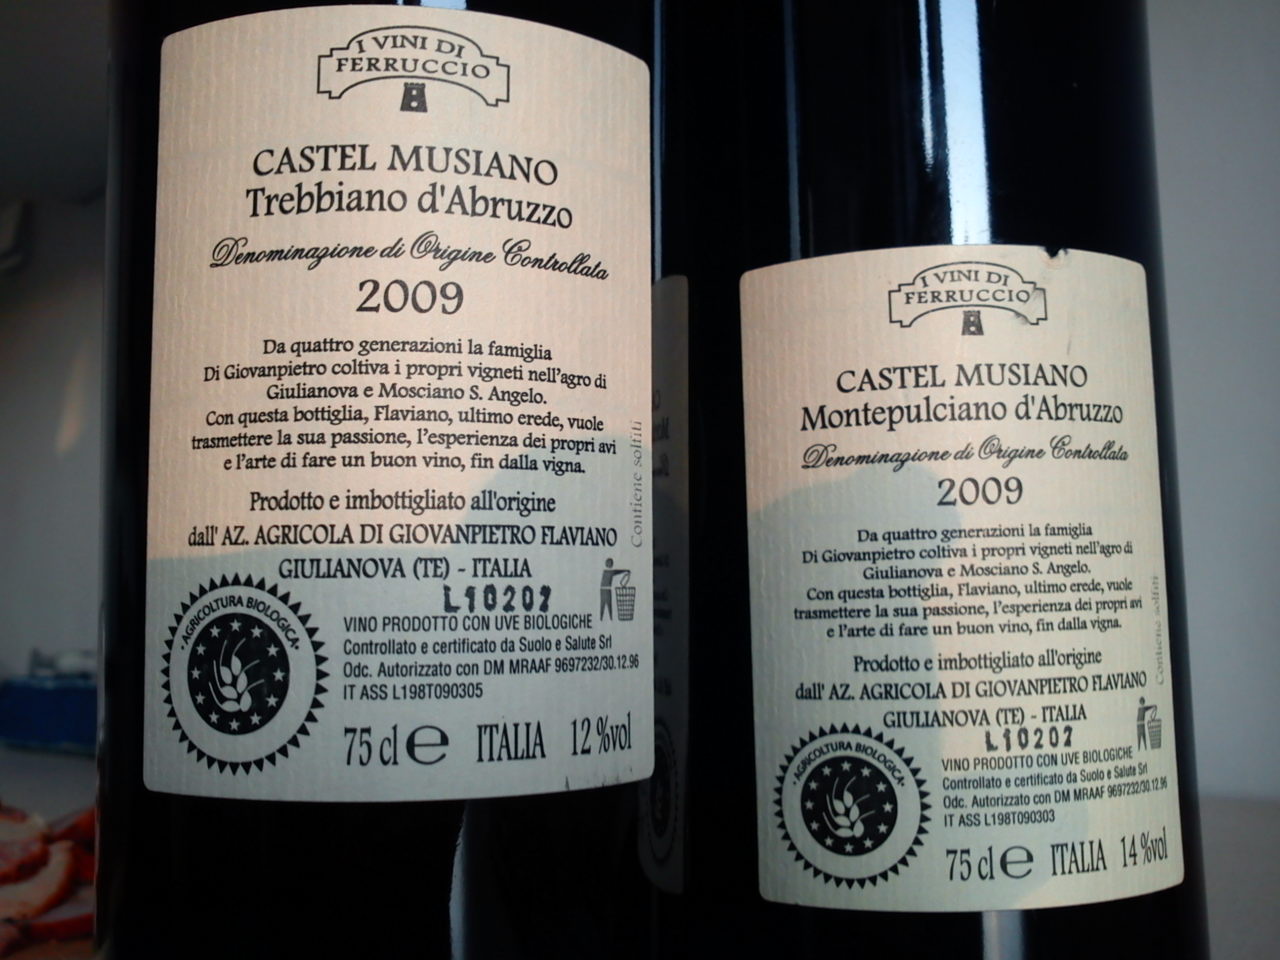 I VINI DI
FERRUCCIO
CASTEL MUSIANO
Trebbiano d'Abruzzo
Denominazione di Origine Controllata
2009
Da quattro generazioni la famiglia
Di Giovanpietro coltiva i propri vigneti nell'agro di
Giulianova e Mosciano S. Angelo.
Con questa bottiglia, Flaviano, ultimo erede, vuole
trasmettere la sua passione, l'esperienza dei propri avi
e l'arte di fare un buon vino, fin dalla vigna.
Contiene solfiti
Prodotto e imbottigliato all'origine
dall' AZ. AGRICOLA DI GIOVANPIETRO FLAVIANO
GIULIANOVA (TE) - ITALIA
L10202
AGRICOLTURA BIOLOGICA
VINO PRODOTTO CON UVE BIOLOGICHE
Controllato e certificato da Suolo e Salute Srl
Odc. Autorizzato con DM MRAAF 9697232/30.12.96
IT ASS L198T090305
75 cl e ITALIA 12 %vol
I VINI DI
FERRUCCIO
CASTEL MUSIANO
Montepulciano d'Abruzzo
Denominazione di Origine Controllata
2009
Da quattro generazioni la famiglia
Di Giovanpietro coltiva i propri vigneti nell'agro di
Giulianova e Mosciano S. Angelo.
Con questa bottiglia, Flaviano, ultimo erede, vuole
trasmettere la sua passione, l'esperienza dei propri avi
e l'arte di fare un buon vino, fin dalla vigna.
Contiene solfiti
Prodotto e imbottigliato all'origine
dall' AZ. AGRICOLA DI GIOVANPIETRO FLAVIANO
GIULIANOVA (TE) - ITALIA
L10202
AGRICOLTURA BIOLOGICA
VINO PRODOTTO CON UVE BIOLOGICHE
Controllato e certificato da Suolo e Salute Srl
Odc. Autorizzato con DM MRAAF 9697232/30.12.96
IT ASS L198T090303
75 cl e ITALIA 14 %vol